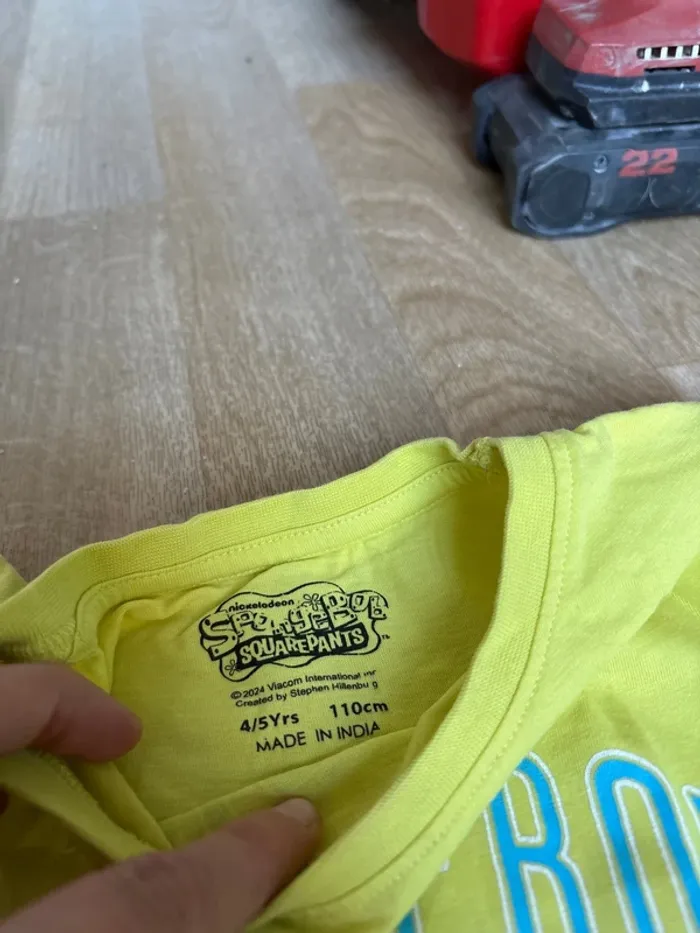 22
nickelodeon
SPONGEBOB
SQUAREPANTS
©2024 Viacom International Inc
Created by Stephen Hillenburg
4/5Yrs 110cm
MADE IN INDIA